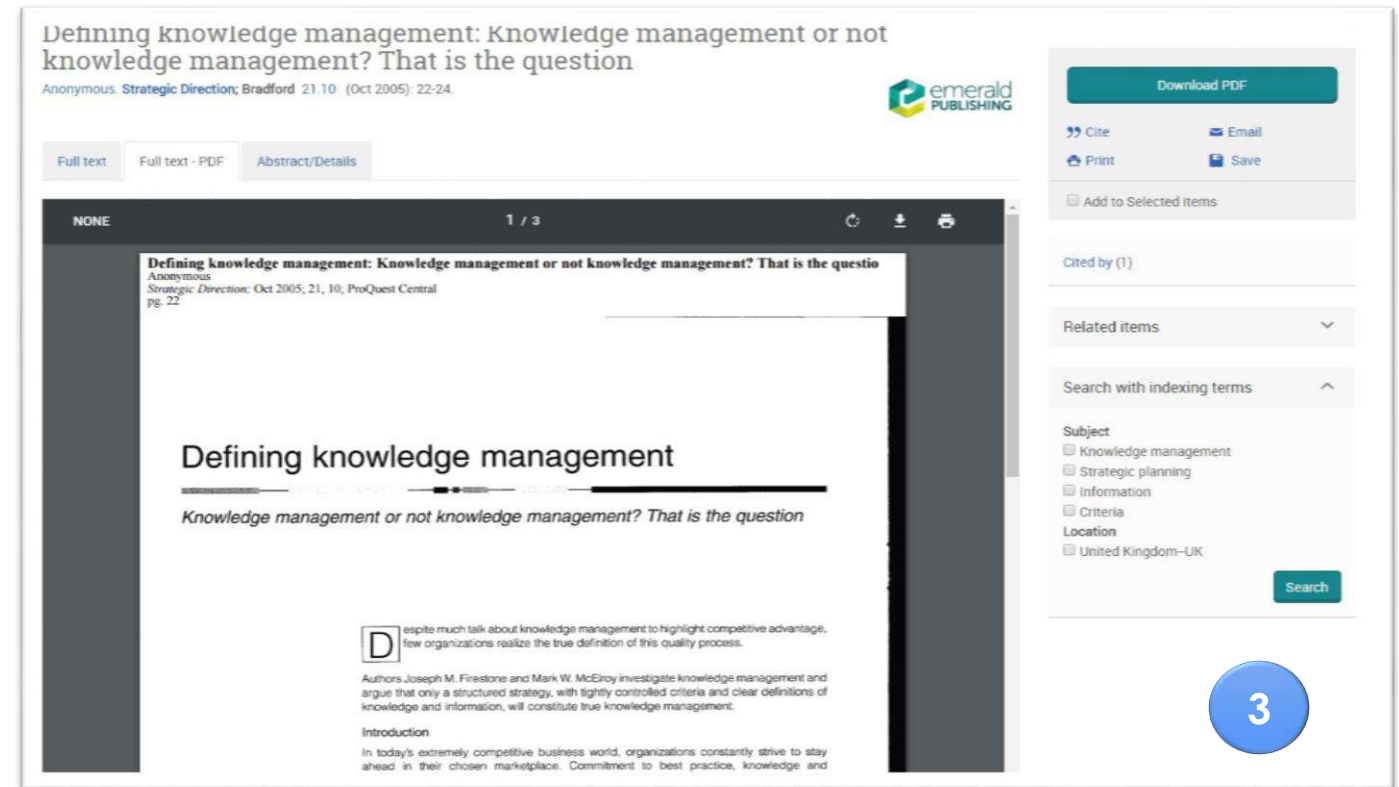 Defining knowledge management: Knowledge management or not
knowledge management? That is the question
Anonymous. Strategic Direction; Bradford 21.10 (Oct 2005): 22-24.
emerald
PUBLISHING
Full text
Full text - PDF
Abstract/Details
NONE
1 / 3
Defining knowledge management: Knowledge management or not knowledge management? That is the questio
Anonymous
Strategic Direction; Oct 2005; 21, 10; ProQuest Central
pg. 22
Defining knowledge management
Knowledge management or not knowledge management? That is the question
Despite much talk about knowledge management to highlight competitive advantage,
few organizations realize the true definition of this quality process.
Authors Joseph M. Firestone and Mark W. McElroy investigate knowledge management and
argue that only a structured strategy, with tightly controlled criteria and clear definitions of
knowledge and information, will constitute true knowledge management.
Introduction
In today's extremely competitive business world, organizations constantly strive to stay
ahead in their chosen marketplace. Commitment to best practice, knowledge and
Download PDF
Cite
Email
Print
Save
Add to Selected items
Cited by (1)
Related items
Search with indexing terms
Subject
Knowledge management
Strategic planning
Information
Criteria
Location
United Kingdom--UK
Search
3